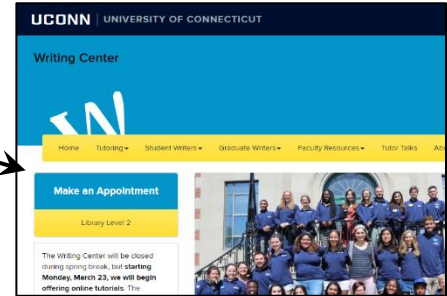 UCONN UNIVERSITY OF CONNECTICUT
Writing Center
W
Home Tutoring Student Writers Graduate Writers Faculty Resources Tutor Talks Abo
Make an Appointment
Library Level 2
The Writing Center will be closed
during spring break, but starting
Monday, March 23, we will begin
offering online tutorials. The